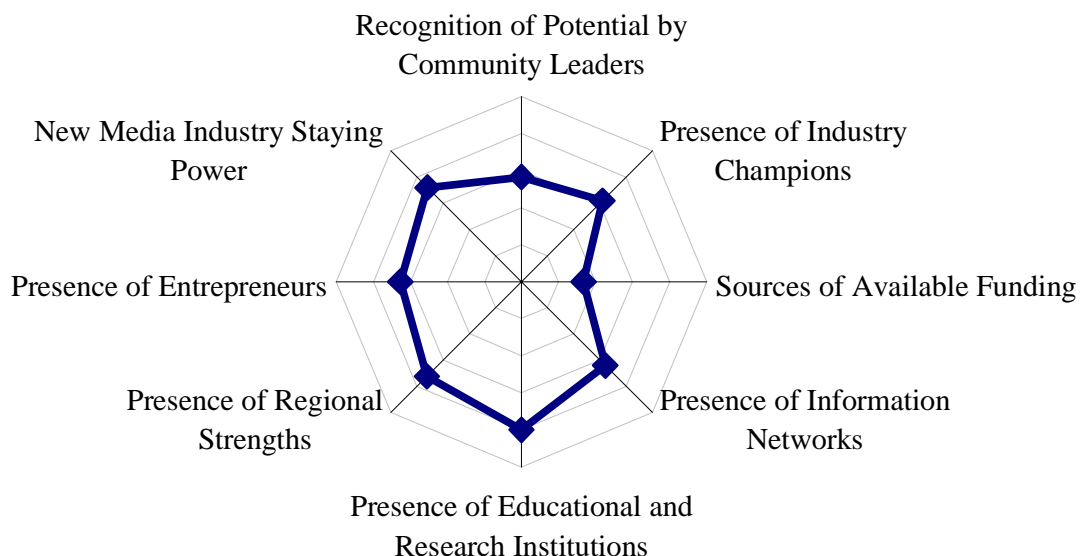 Recognition of Potential by
Community Leaders
New Media Industry Staying
Power
Presence of Industry
Champions
Presence of Entrepreneurs
Sources of Available Funding
Presence of Regional
Strengths
Presence of Information
Networks
Presence of Educational and
Research Institutions